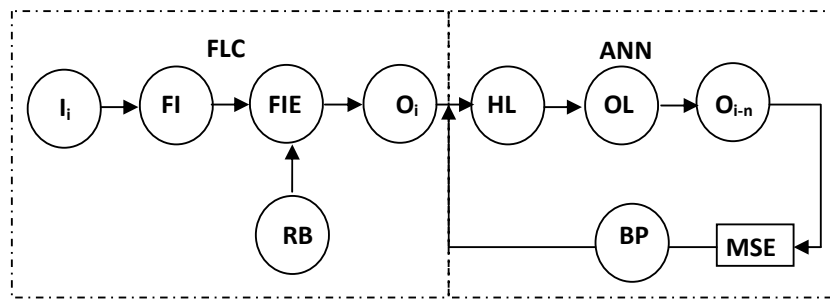 FLC
ANN
Iᵢ
FI
FIE
Oᵢ
HL
OL
Oᵢ₋ₙ
RB
BP
MSE